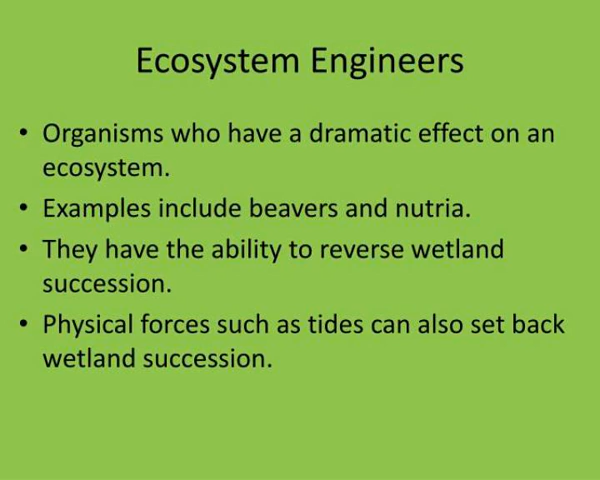 Ecosystem Engineers
• Organisms who have a dramatic effect on an
ecosystem.
• Examples include beavers and nutria.
• They have the ability to reverse wetland
succession.
• Physical forces such as tides can also set back
wetland succession.